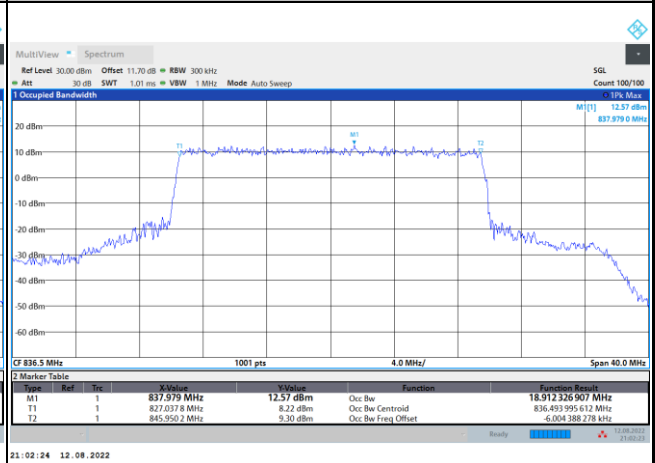 MultiView Spectrum
Ref Level 30.00 dBm Offset 11.70 dB RBW 300 kHz SGL
Att 30 dB SWT 1.01 ms VBW 1 MHz Mode Auto Sweep Count 100/100
1 Occupied Bandwidth 1Pk Max
M1[1] 12.57 dBm
837.979 0 MHz
20 dBm
M1
T1 T2
10 dBm
0 dBm
-10 dBm
-20 dBm
-30 dBm
-40 dBm
-50 dBm
-60 dBm
CF 836.5 MHz 1001 pts 4.0 MHz/ Span 40.0 MHz
2 Marker Table
Type Ref Trc X-Value Y-Value Function Function Result
M1 1 837.979 MHz 12.57 dBm Occ Bw 18.912 326 907 MHz
T1 1 827.037 8 MHz 8.22 dBm Occ Bw Centroid 836.493 995 612 MHz
T2 1 845.950 2 MHz 9.30 dBm Occ Bw Freq Offset -6.004 388 278 kHz
Ready 12.08.2022
21:02:23
21:02:24 12.08.2022